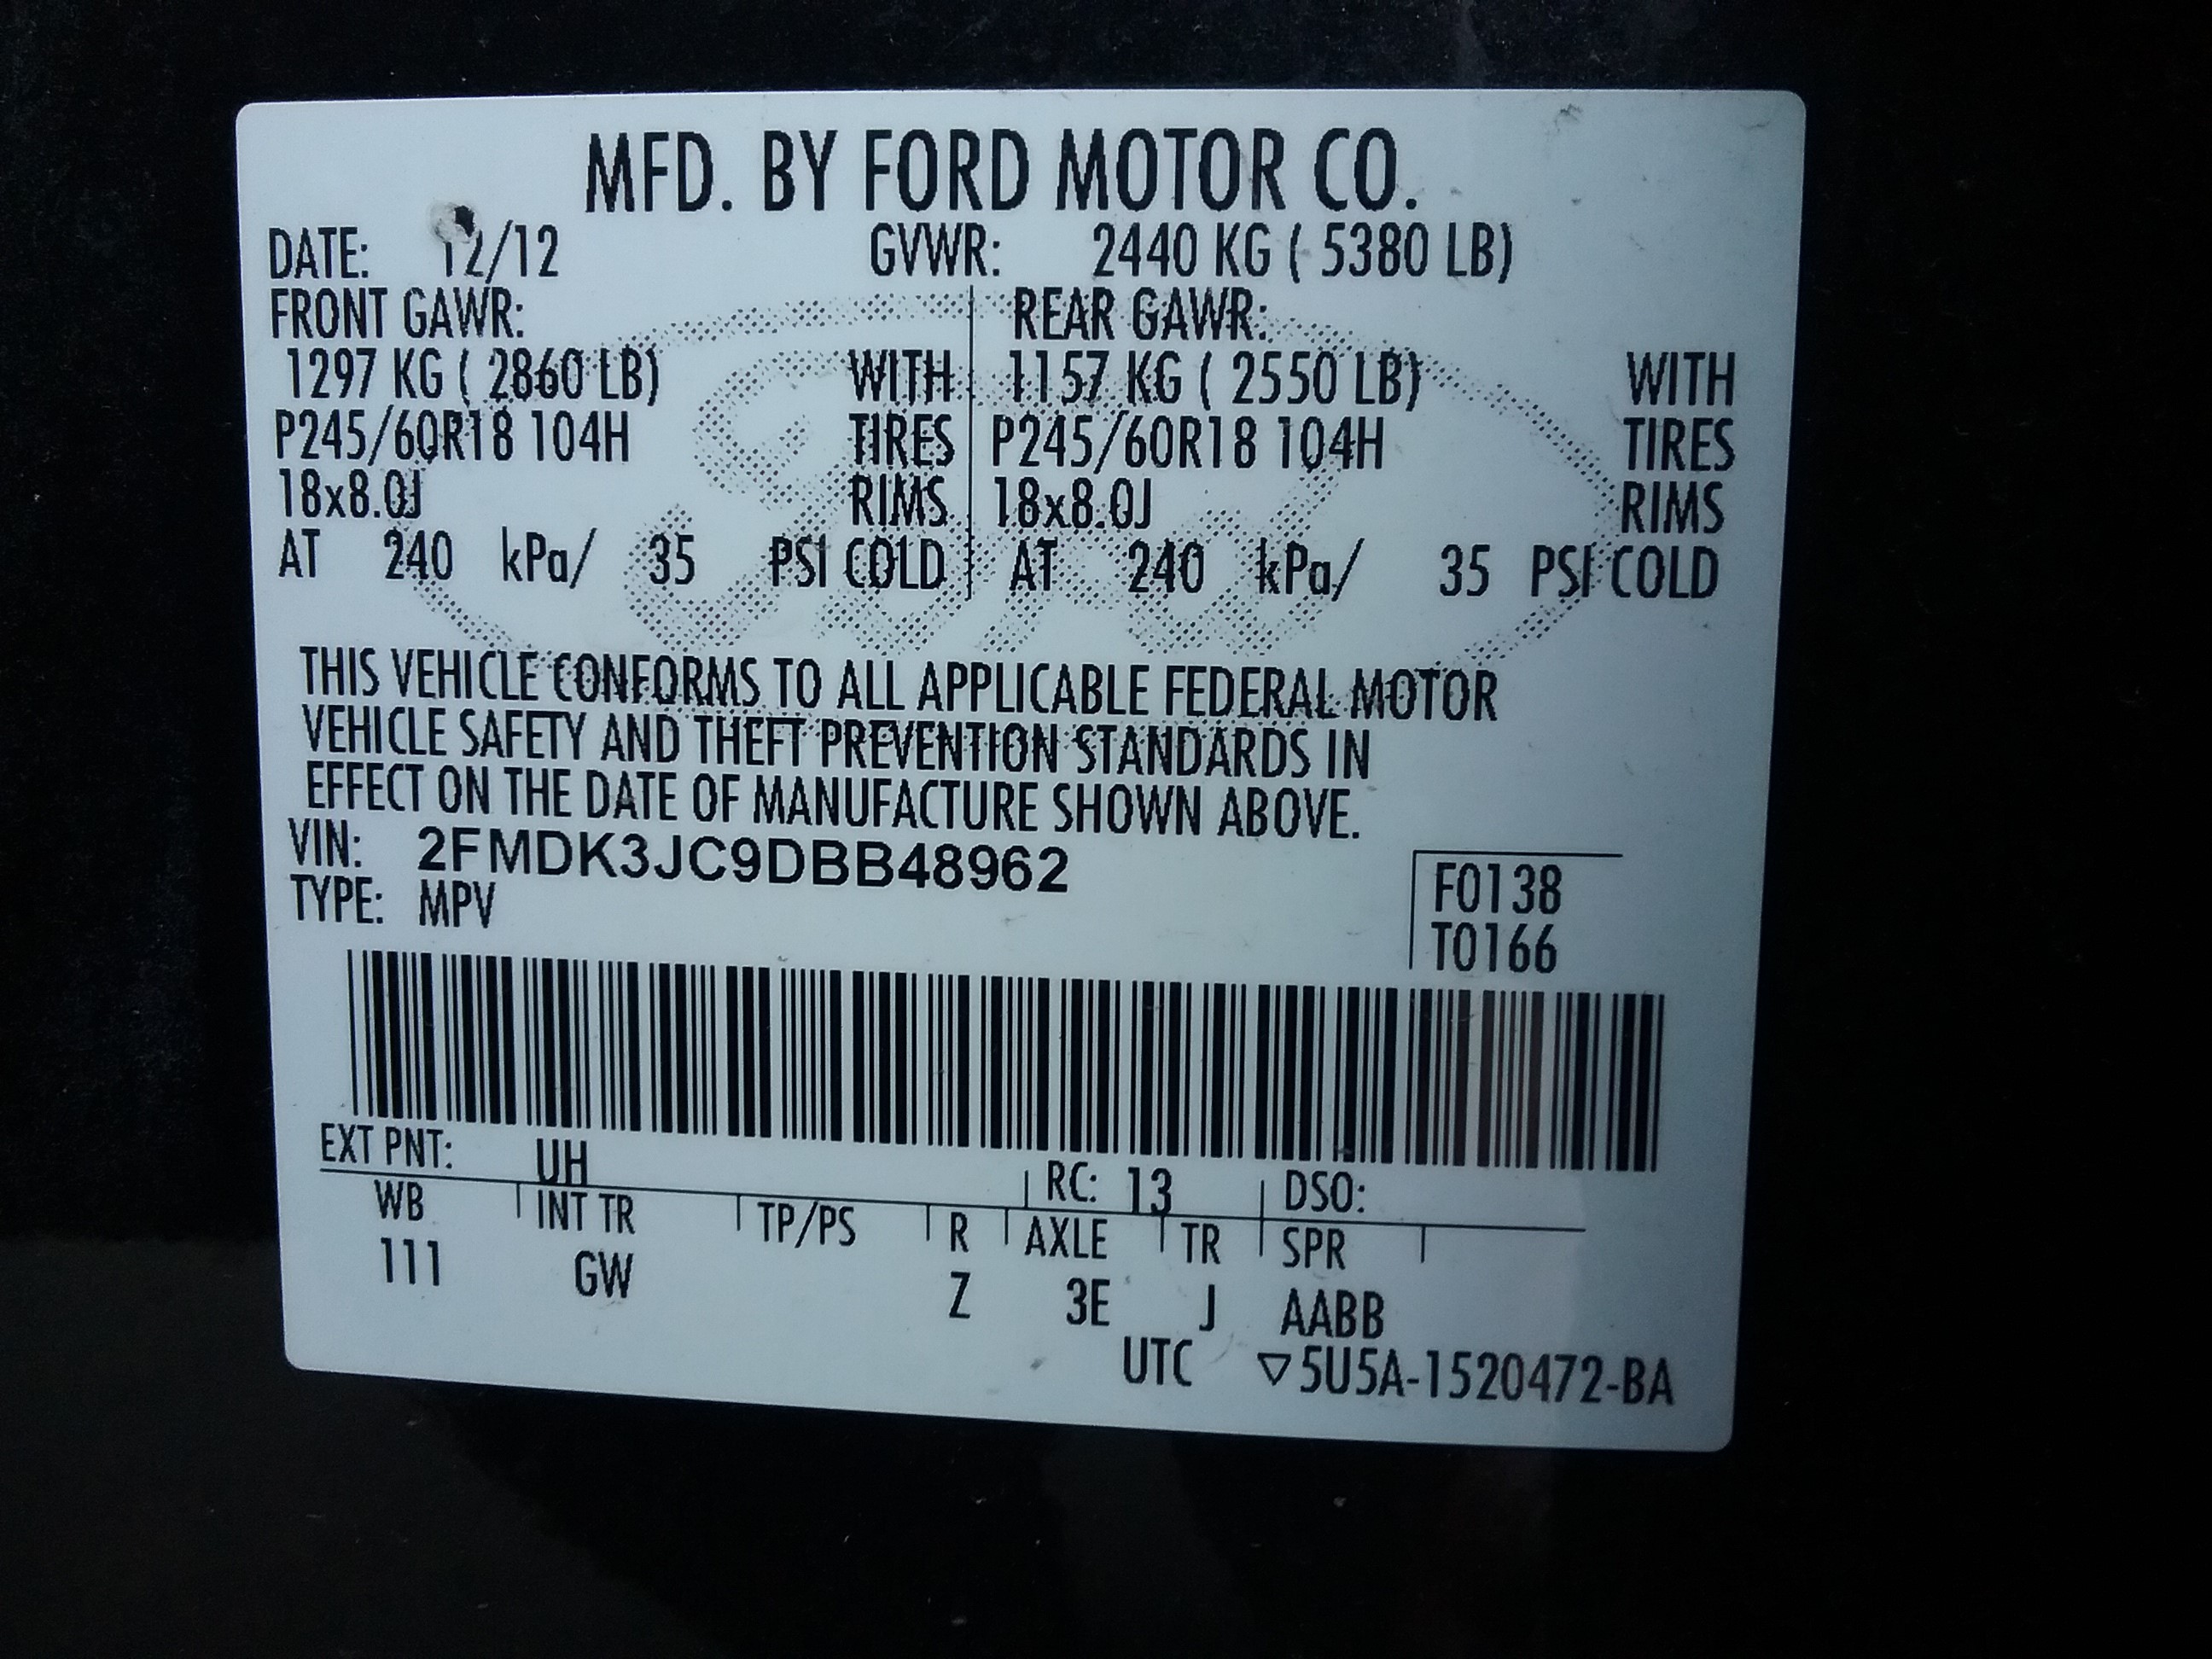 MFD. BY FORD MOTOR CO.
DATE: 12/12 GVWR: 2440 KG ( 5380 LB)
FRONT GAWR: REAR GAWR:
1297 KG ( 2860 LB) WITH 1157 KG ( 2550 LB) WITH
P245/60R18 104H TIRES P245/60R18 104H TIRES
18x8.0J RIMS 18x8.0J RIMS
AT 240 kPa/ 35 PSI COLD AT 240 kPa/ 35 PSI COLD
THIS VEHICLE CONFORMS TO ALL APPLICABLE FEDERAL MOTOR
VEHICLE SAFETY AND THEFT PREVENTION STANDARDS IN
EFFECT ON THE DATE OF MANUFACTURE SHOWN ABOVE.
VIN: 2FMDK3JC9DBB48962
TYPE: MPV
F0138
T0166
EXT PNT: UH RC: 13 DSO:
WB INT TR TP/PS R AXLE TR SPR
111 GW Z 3E J AABB
UTC ▽5U5A-1520472-BA